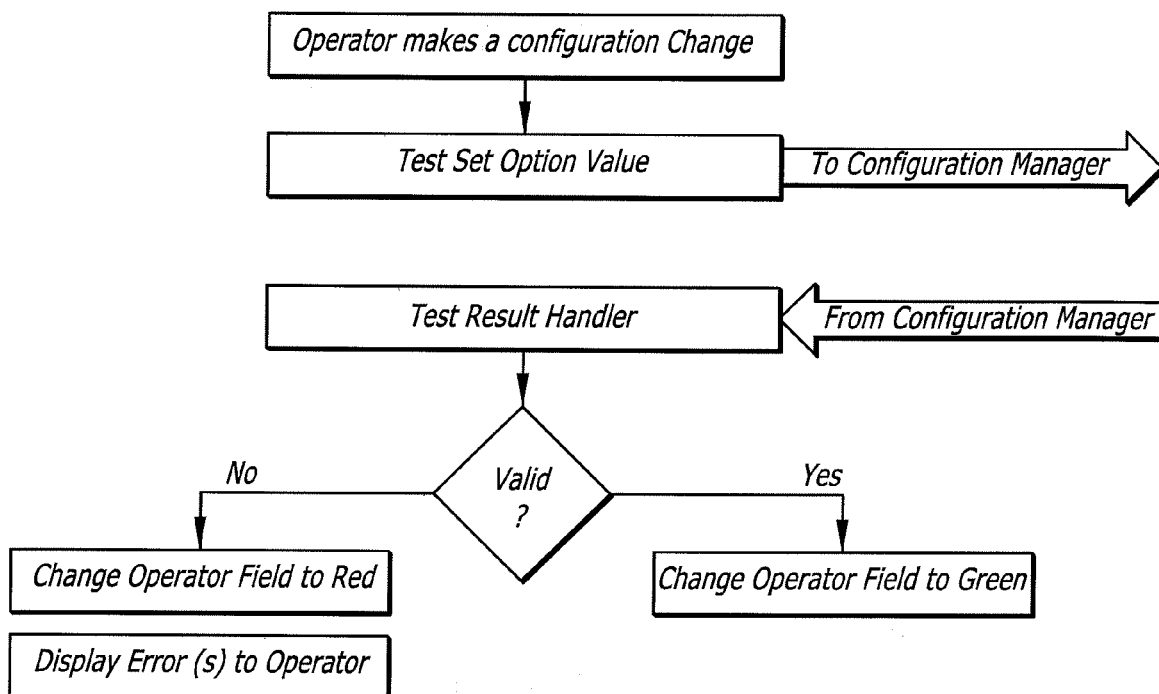 Operator makes a configuration Change
Test Set Option Value
To Configuration Manager
Test Result Handler
From Configuration Manager
No
Valid
?
Yes
Change Operator Field to Red
Change Operator Field to Green
Display Error (s) to Operator